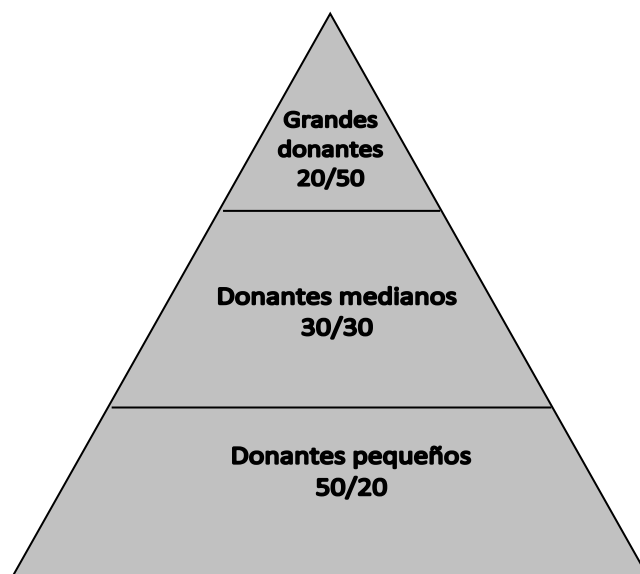 Grandes
donantes
20/50
Donantes medianos
30/30
Donantes pequeños
50/20